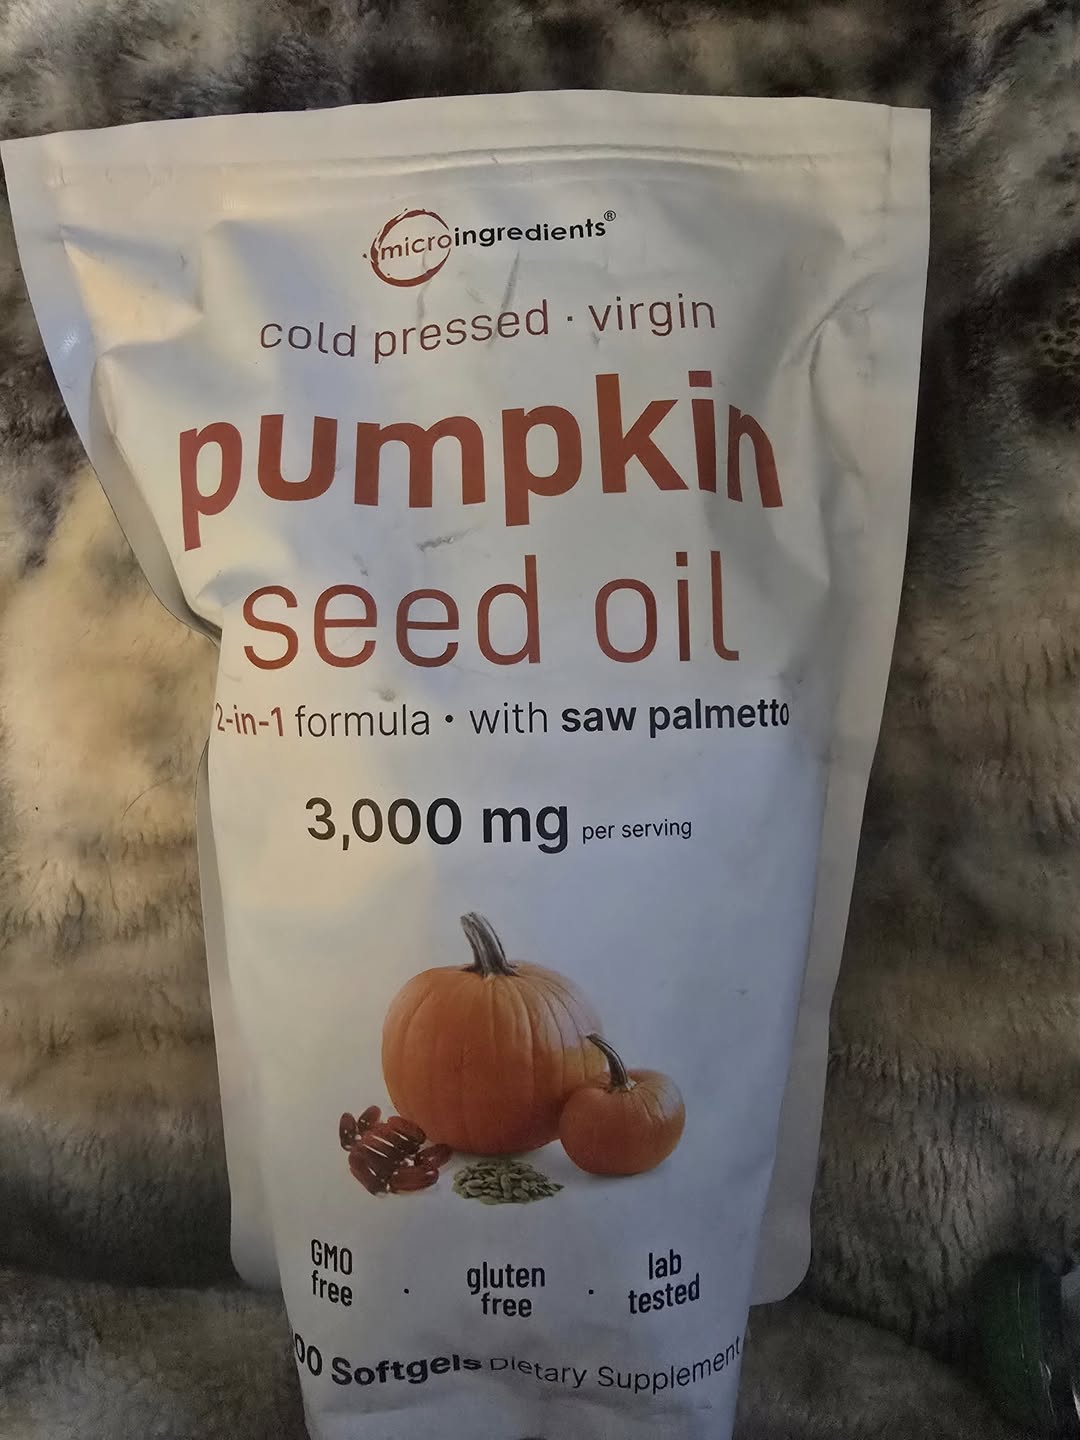 microingredients®
cold pressed · virgin
pumpkin
seed oil
2-in-1 formula • with saw palmetto
3,000 mg per serving
GMO free · gluten free · lab tested
00 Softgels Dietary Supplement